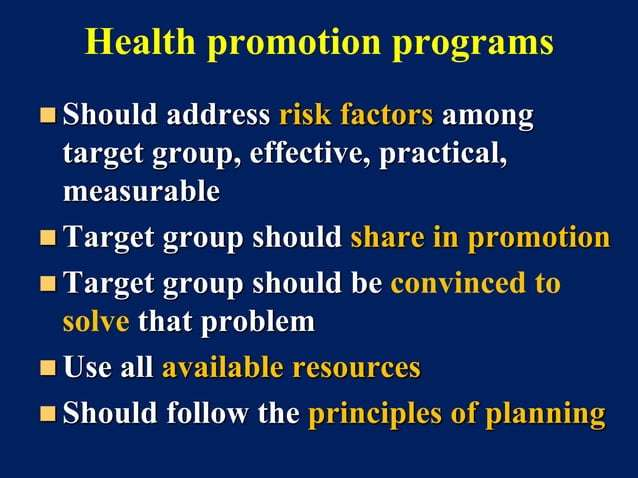 Health promotion programs
Should address risk factors among
target group, effective, practical,
measurable
Target group should share in promotion
Target group should be convinced to
solve that problem
Use all available resources
Should follow the principles of planning